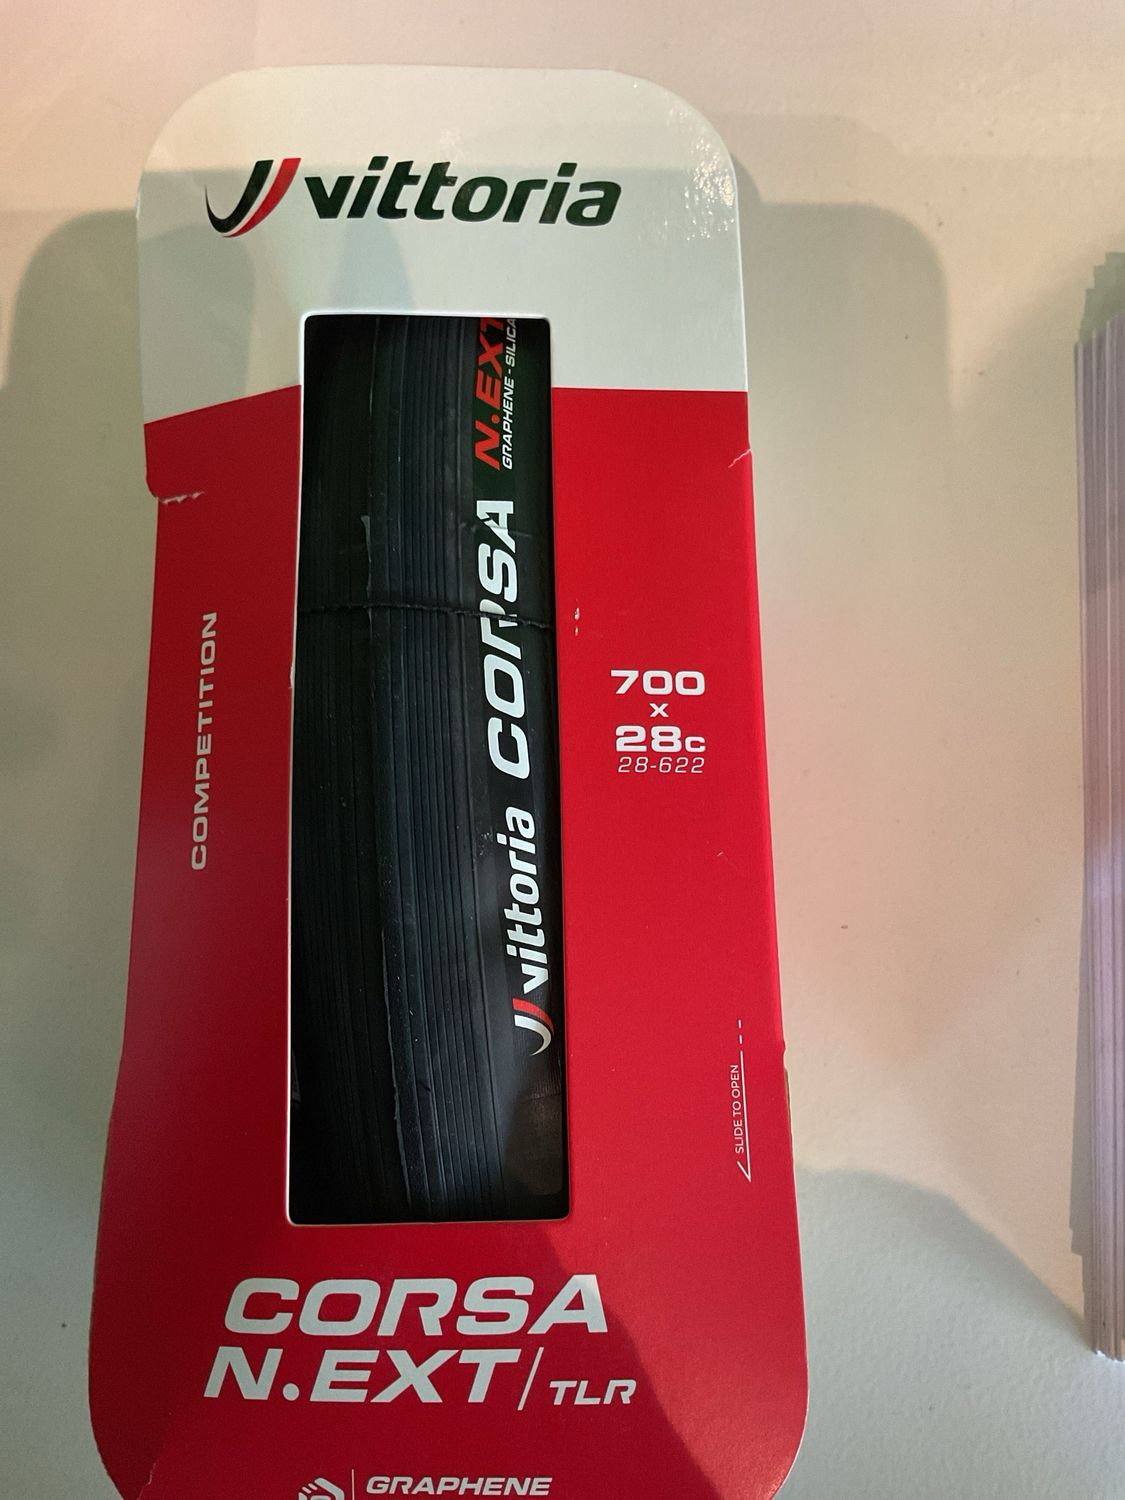 vittoria
N.EXT
GRAPHENE - SILICA
CORSA
vittoria
COMPETITION
700
x
28c
28-622
SLIDE TO OPEN
CORSA
N.EXT/TLR
GRAPHENE